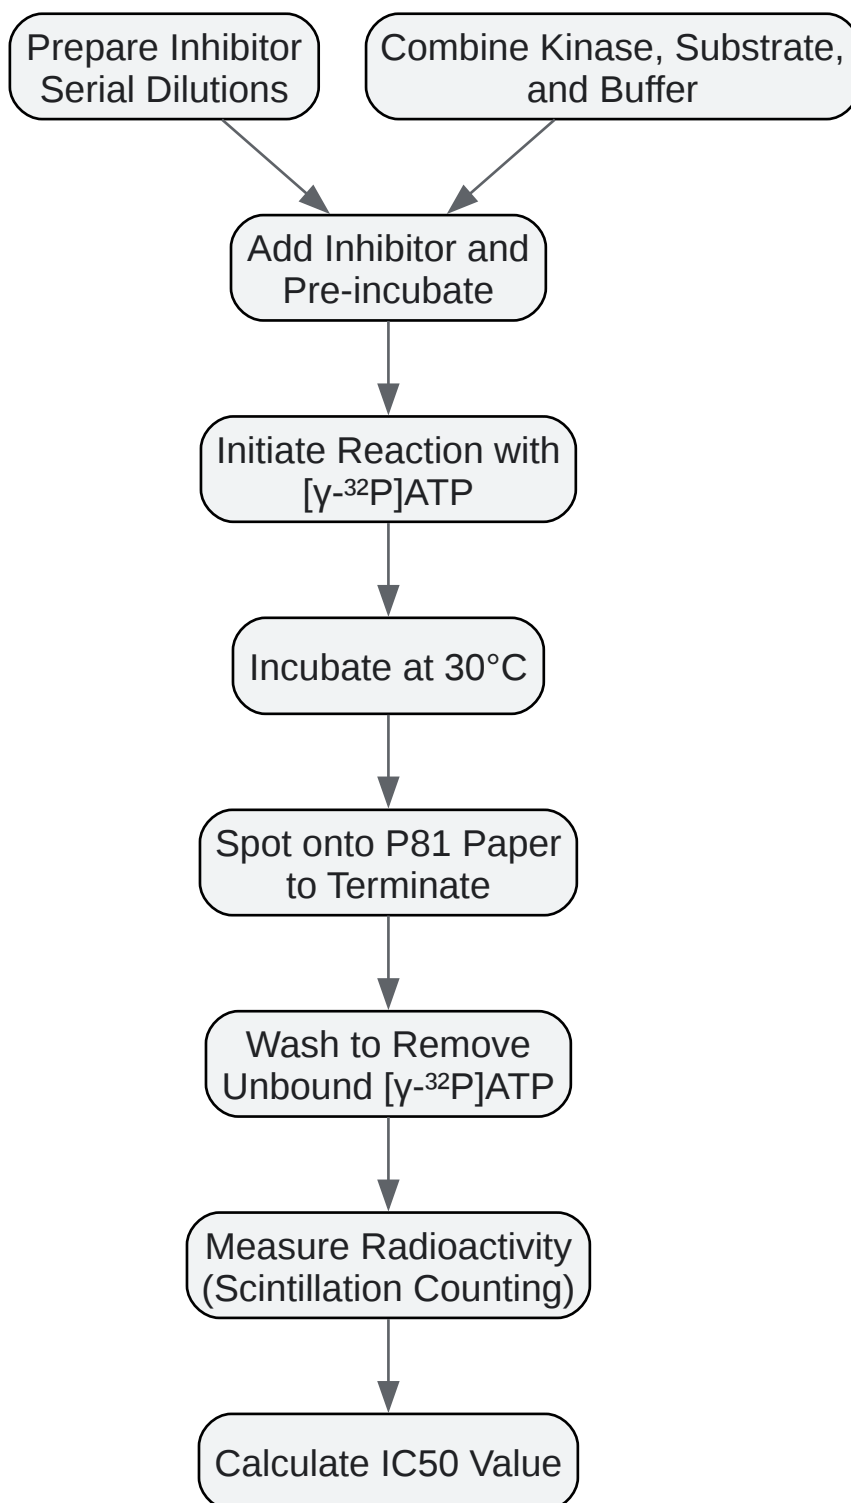 Prepare Inhibitor
Serial Dilutions
Combine Kinase, Substrate,
and Buffer
Add Inhibitor and
Pre-incubate
Initiate Reaction with
[γ-³²P]ATP
Incubate at 30°C
Spot onto P81 Paper
to Terminate
Wash to Remove
Unbound [γ-³²P]ATP
Measure Radioactivity
(Scintillation Counting)
Calculate IC50 Value